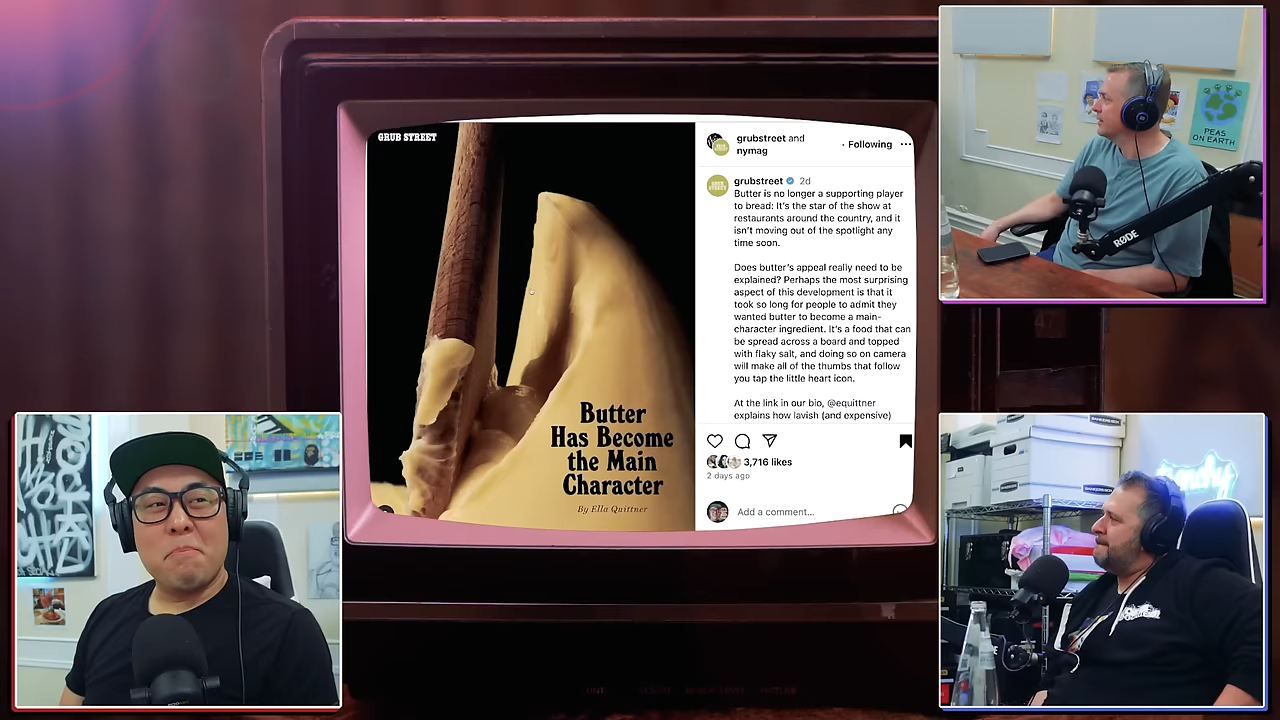 GRUB STREET
Butter
Has Become
the Main
Character
By Ella Quittner
grubstreet and
nymag
· Following ···
grubstreet 2d
Butter is no longer a supporting player
to bread: It's the star of the show at
restaurants around the country, and it
isn't moving out of the spotlight any
time soon.
Does butter's appeal really need to be
explained? Perhaps the most surprising
aspect of this development is that it
took so long for people to admit they
wanted butter to become a main-
character ingredient. It's a food that can
be spread across a board and topped
with flaky salt, and doing so on camera
will make all of the thumbs that follow
you tap the little heart icon.
At the link in our bio, @equittner
explains how lavish (and expensive)
3,716 likes
2 days ago
Add a comment...
PEAS
ON EARTH
RØDE